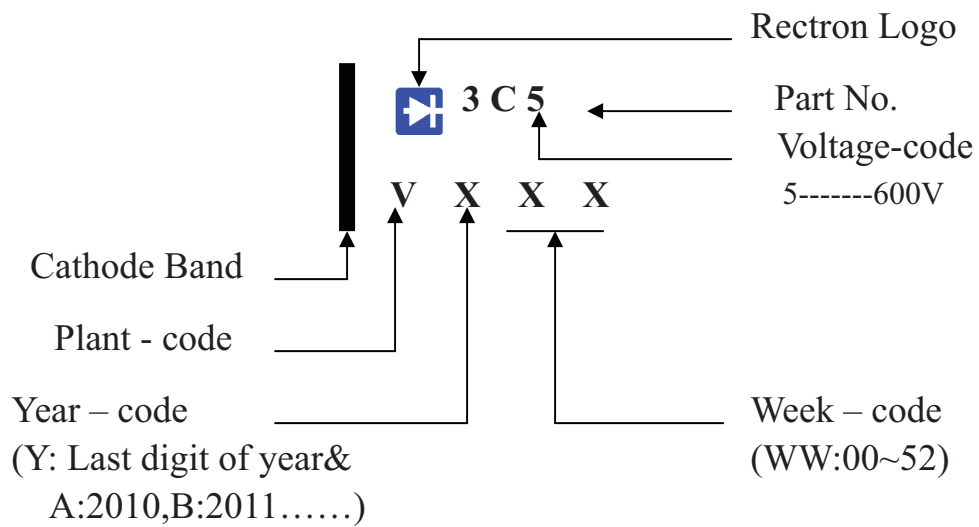 Rectron Logo
3 C 5
Part No.
Voltage-code
5-------600V
V X X X
Cathode Band
Plant - code
Year – code
(Y: Last digit of year&
A:2010,B:2011……)
Week – code
(WW:00~52)